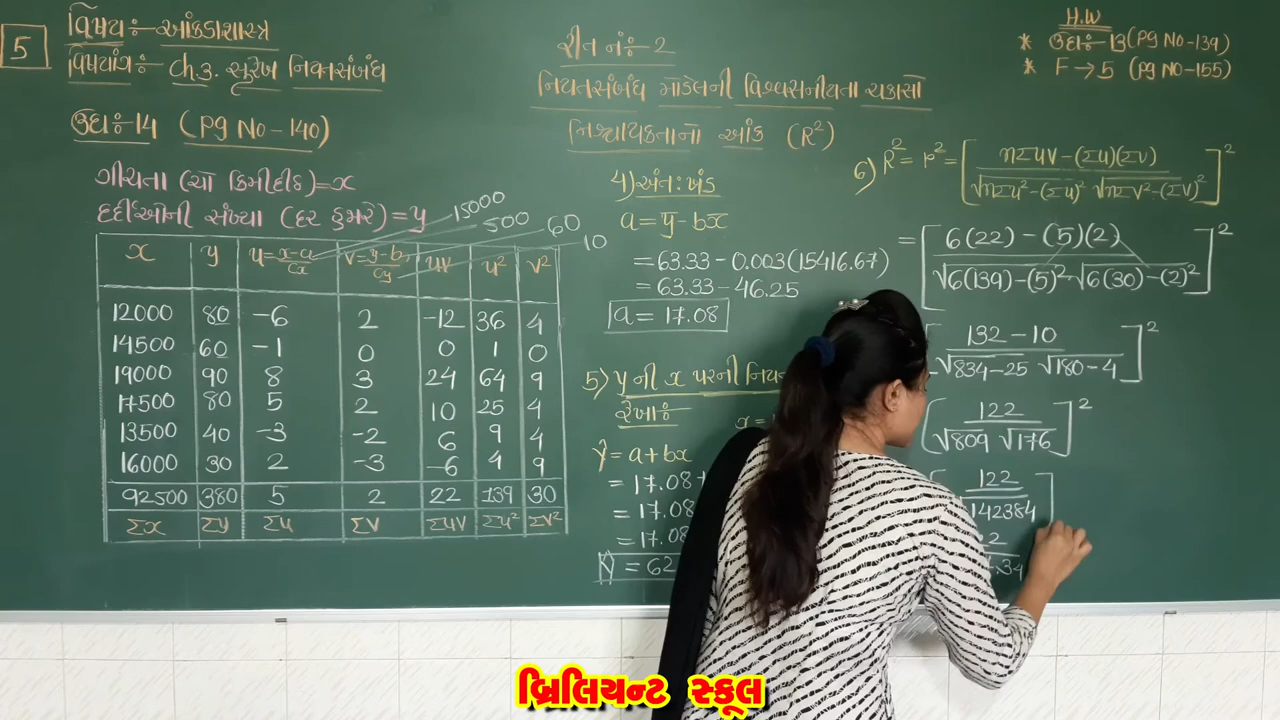 5
વિષય :- આંકડાશાસ્ત્ર
વિષયાંગ :- Ch.3. સુરેખ નિયતસંબંધ
ઉદા :- 14 (Pg No - 140)
ગીચતા (ચો કિમીદીઠ) = x
દર્દીઓની સંખ્યા (દર હજારે) = y
15000
500
60
10
x y u = x-a/cx v = y-b/cy uv u² v²
12000 80 -6 2 -12 36 4
14500 60 -1 0 0 1 0
19000 90 8 3 24 64 9
17500 80 5 2 10 25 4
13500 40 -3 -2 6 9 4
16000 30 2 -3 -6 4 9
92500 380 5 2 22 139 30
Σx Σy Σu Σv Σuv Σu² Σv²
રીત નં :- 2
નિયતસંબંધ મોડેલની વિશ્વસનીયતા ચકાસો
નિશ્ચાયકતાનો આંક (R²)
4) અંત:ખંડ
a = y̅ - bx̅
= 63.33 - 0.003(15416.67)
= 63.33 - 46.25
a = 17.08
5) y ની x પરની
રેખા :-
ŷ = a + bx
= 17.08
= 17.08
= 17.08
ŷ = 62
H.W
* ઉદા :- 13 (Pg No - 139)
* F → 5 (Pg No - 155)
6) R² = r² = [nΣuv - (Σu)(Σv) / √nΣu² - (Σu)² √nΣv² - (Σv)²]²
= [6(22) - (5)(2) / √6(139) - (5)² √6(30) - (2)²]²
[132 - 10 / √834 - 25 √180 - 4]²
[122 / √809 √176]²
[122 / 142384]
બ્રિલિયન્ટ સ્કૂલ